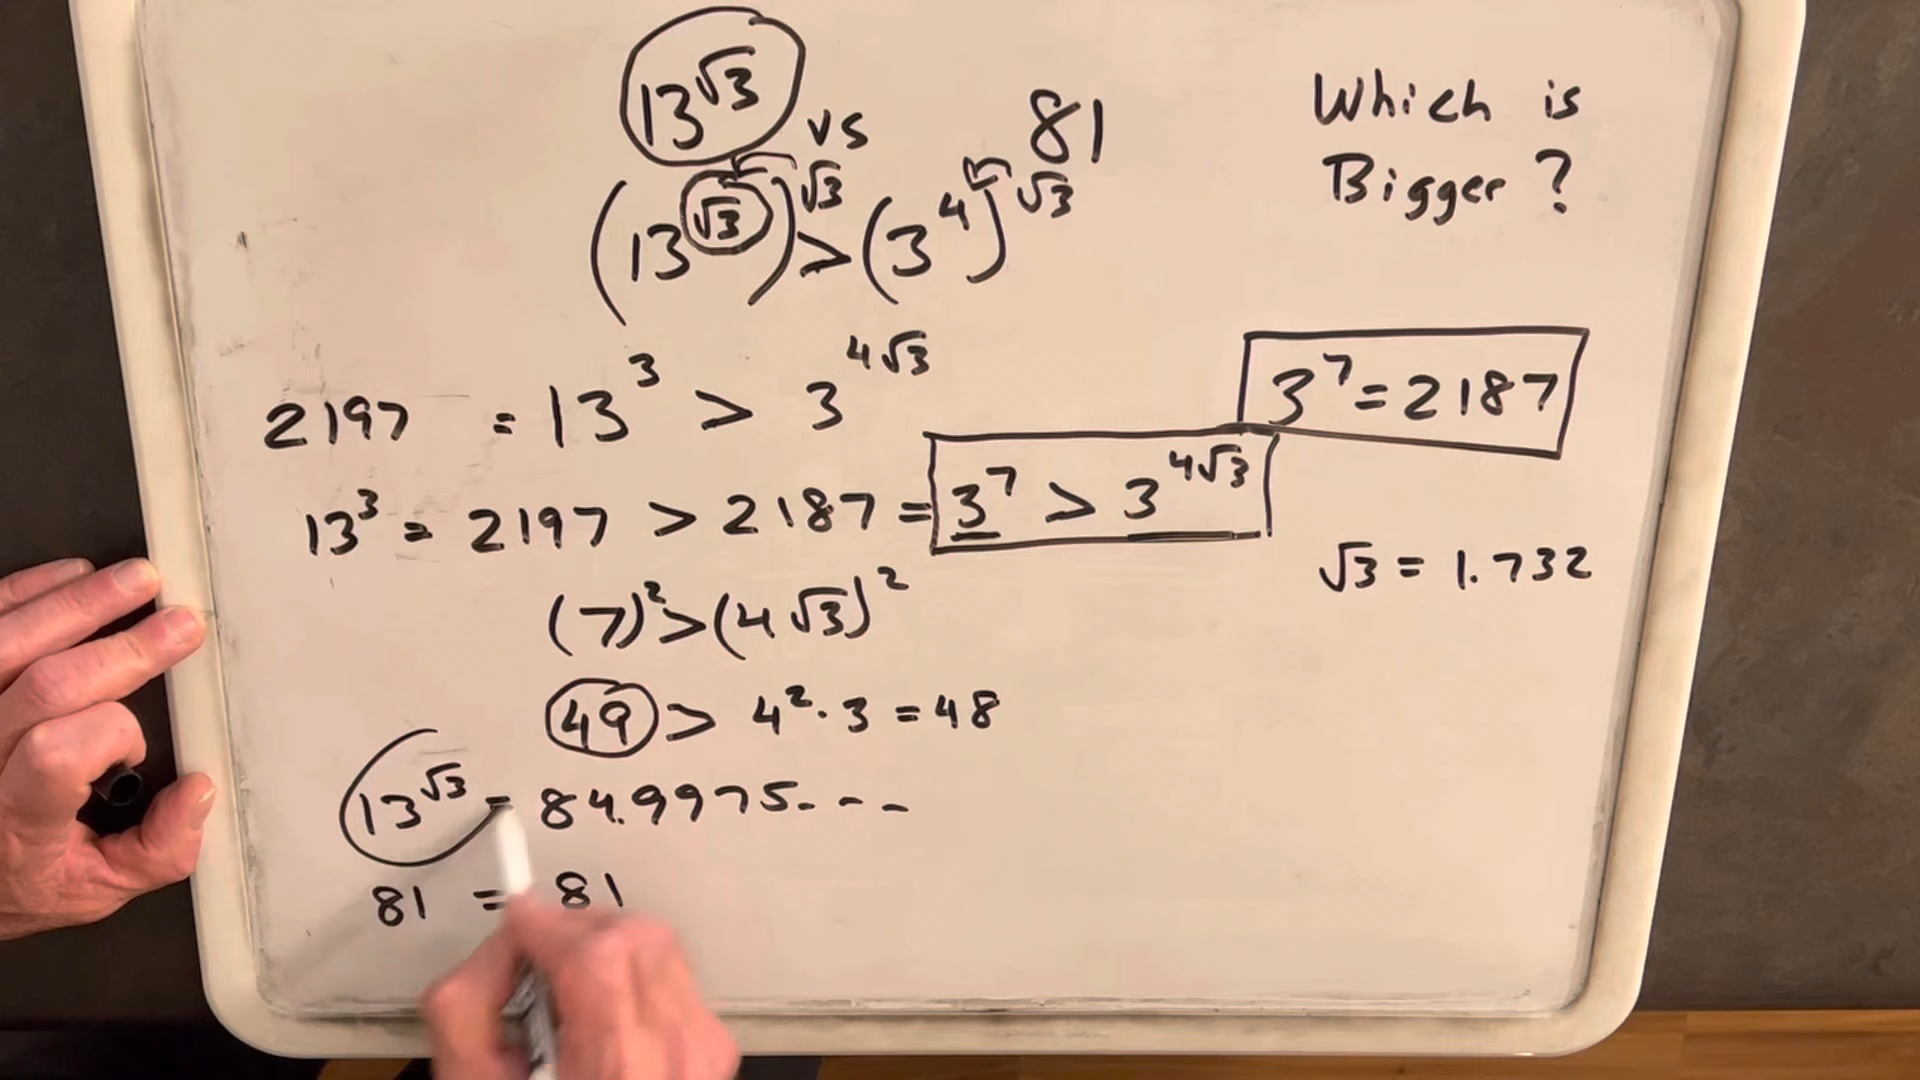 13^√3 vs 81
Which is
Bigger ?
(13^√3)^√3 > (3^4)^√3
2197 = 13^3 > 3^4√3
3^7 = 2187
13^3 = 2197 > 2187 = 3^7 > 3^4√3
√3 = 1.732
(7)^2 > (4√3)^2
49 > 4^2 · 3 = 48
13^√3 = 84.9975---
81 = 81